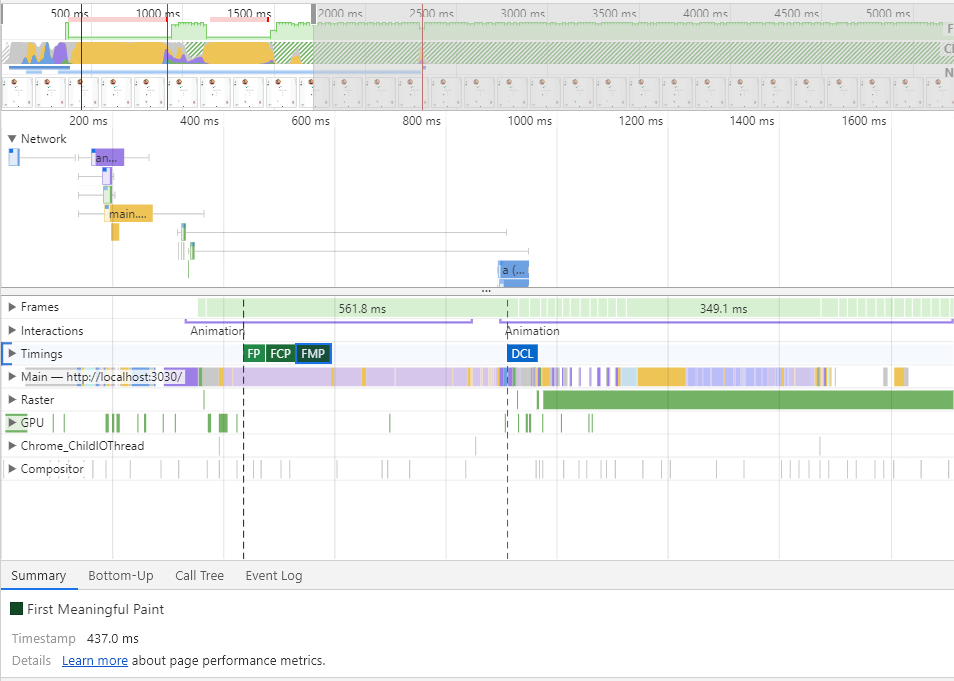 500 ms 1000 ms 1500 ms 2000 ms 2500 ms 3000 ms 3500 ms 4000 ms 4500 ms 5000 ms
F
C
N
200 ms 400 ms 600 ms 800 ms 1000 ms 1200 ms 1400 ms 1600 ms
Network
an...
main....
a (...
...
Frames 561.8 ms 349.1 ms
Interactions Animation Animation
Timings FP FCP FMP DCL
Main — http://localhost:3030/
Raster
GPU
Chrome_ChildIOThread
Compositor
Summary Bottom-Up Call Tree Event Log
First Meaningful Paint
Timestamp 437.0 ms
Details Learn more about page performance metrics.